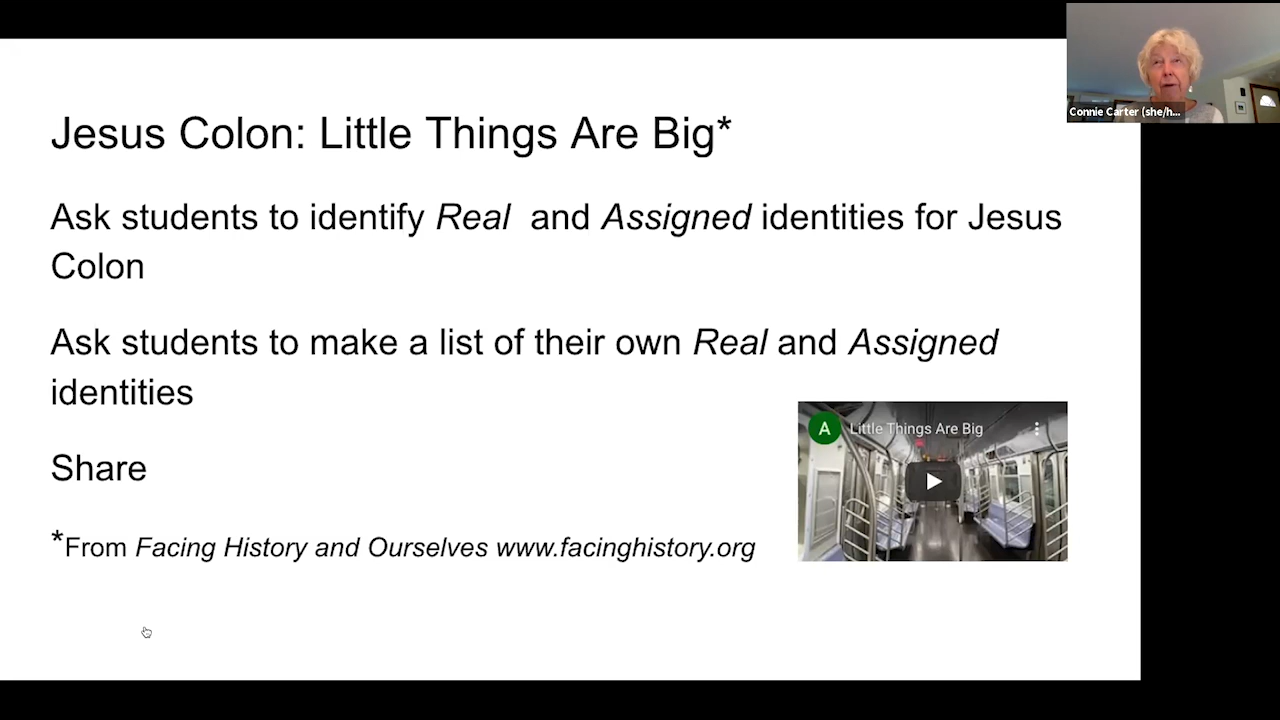 Jesus Colon: Little Things Are Big*
Ask students to identify Real and Assigned identities for Jesus
Colon
Ask students to make a list of their own Real and Assigned
identities
Share
*From Facing History and Ourselves www.facinghistory.org
A Little Things Are Big
Connie Carter (she/h...